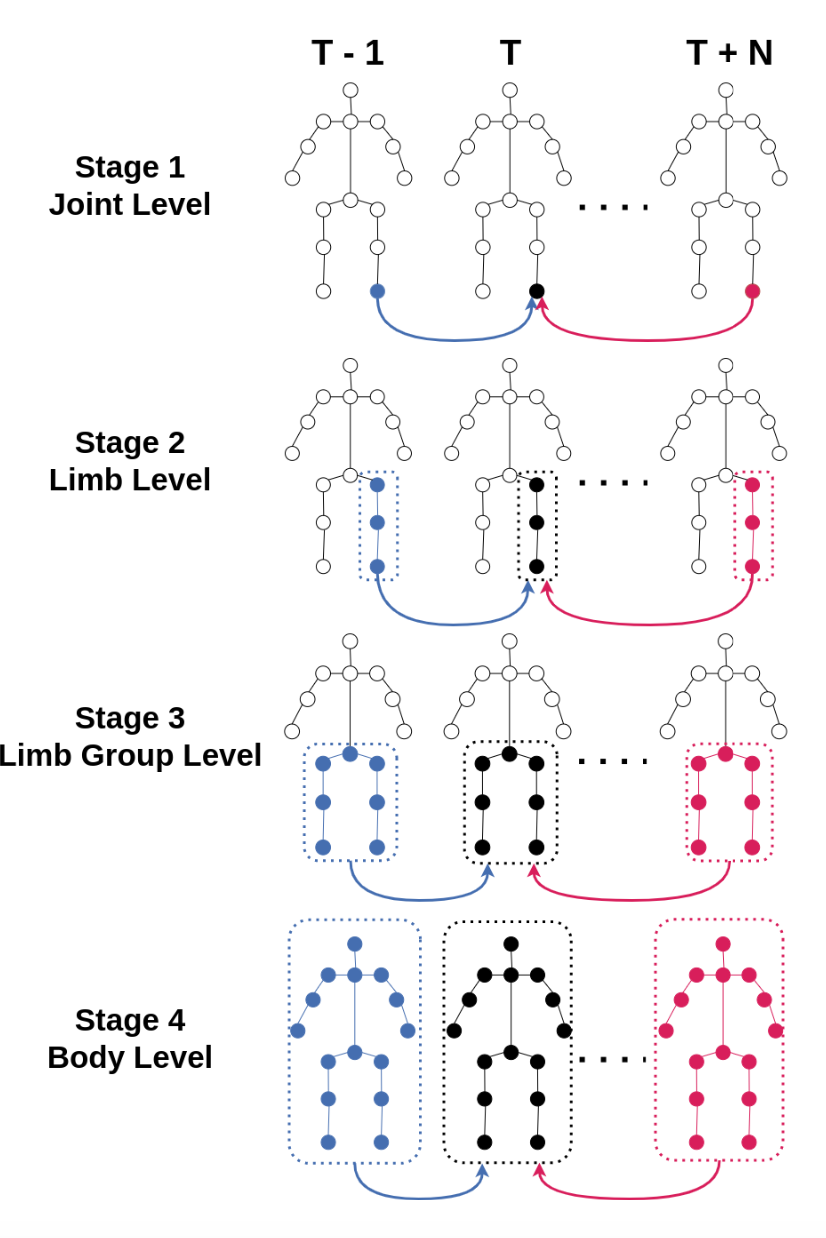 T - 1
T
T + N
Stage 1
Joint Level
Stage 2
Limb Level
Stage 3
Limb Group Level
Stage 4
Body Level